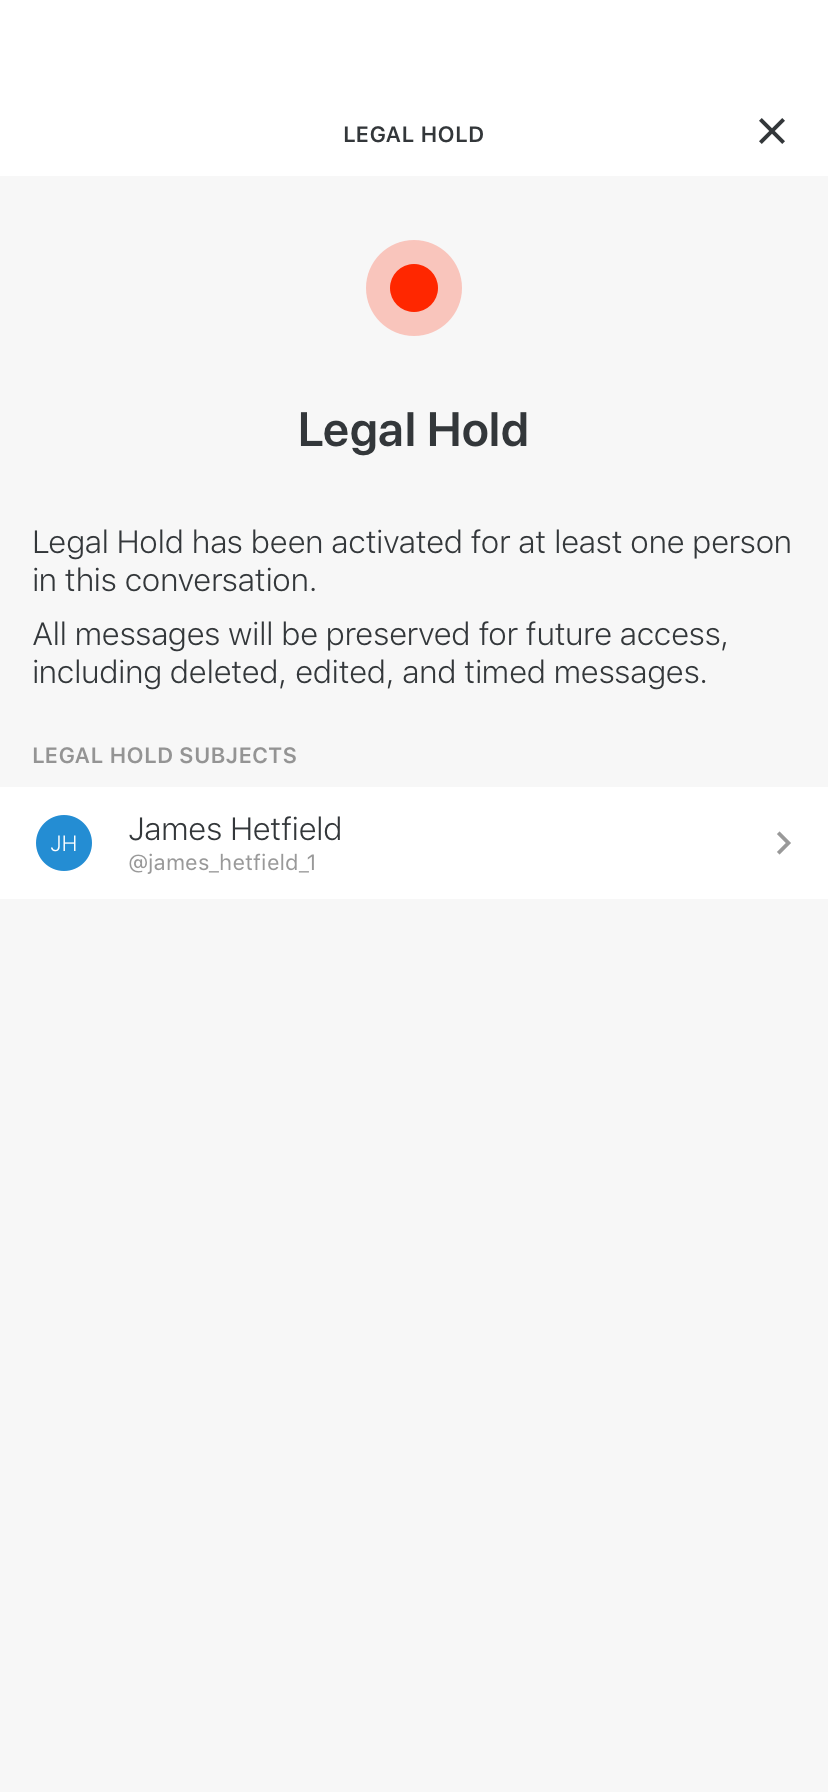 LEGAL HOLD
Legal Hold
Legal Hold has been activated for at least one person
in this conversation.
All messages will be preserved for future access,
including deleted, edited, and timed messages.
LEGAL HOLD SUBJECTS
JH
James Hetfield
@james_hetfield_1